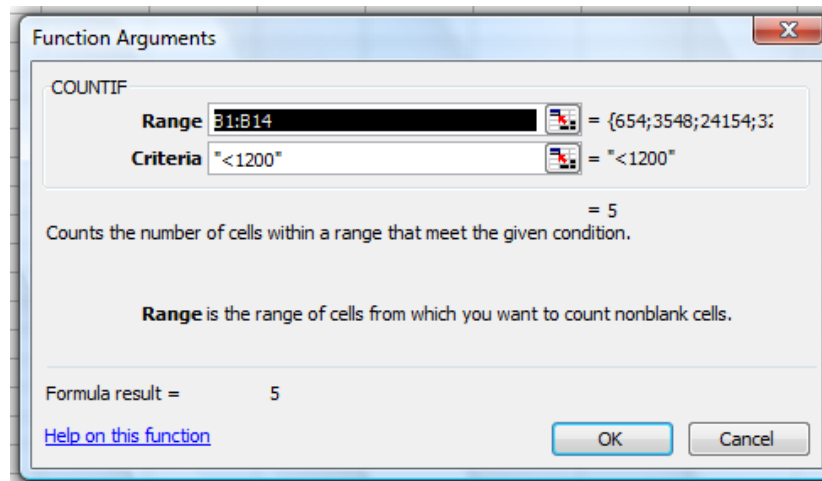 Function Arguments
COUNTIF
Range B1:B14 = {654;3548;24154;32
Criteria "<1200" = "<1200"
= 5
Counts the number of cells within a range that meet the given condition.
Range is the range of cells from which you want to count nonblank cells.
Formula result = 5
Help on this function OK Cancel